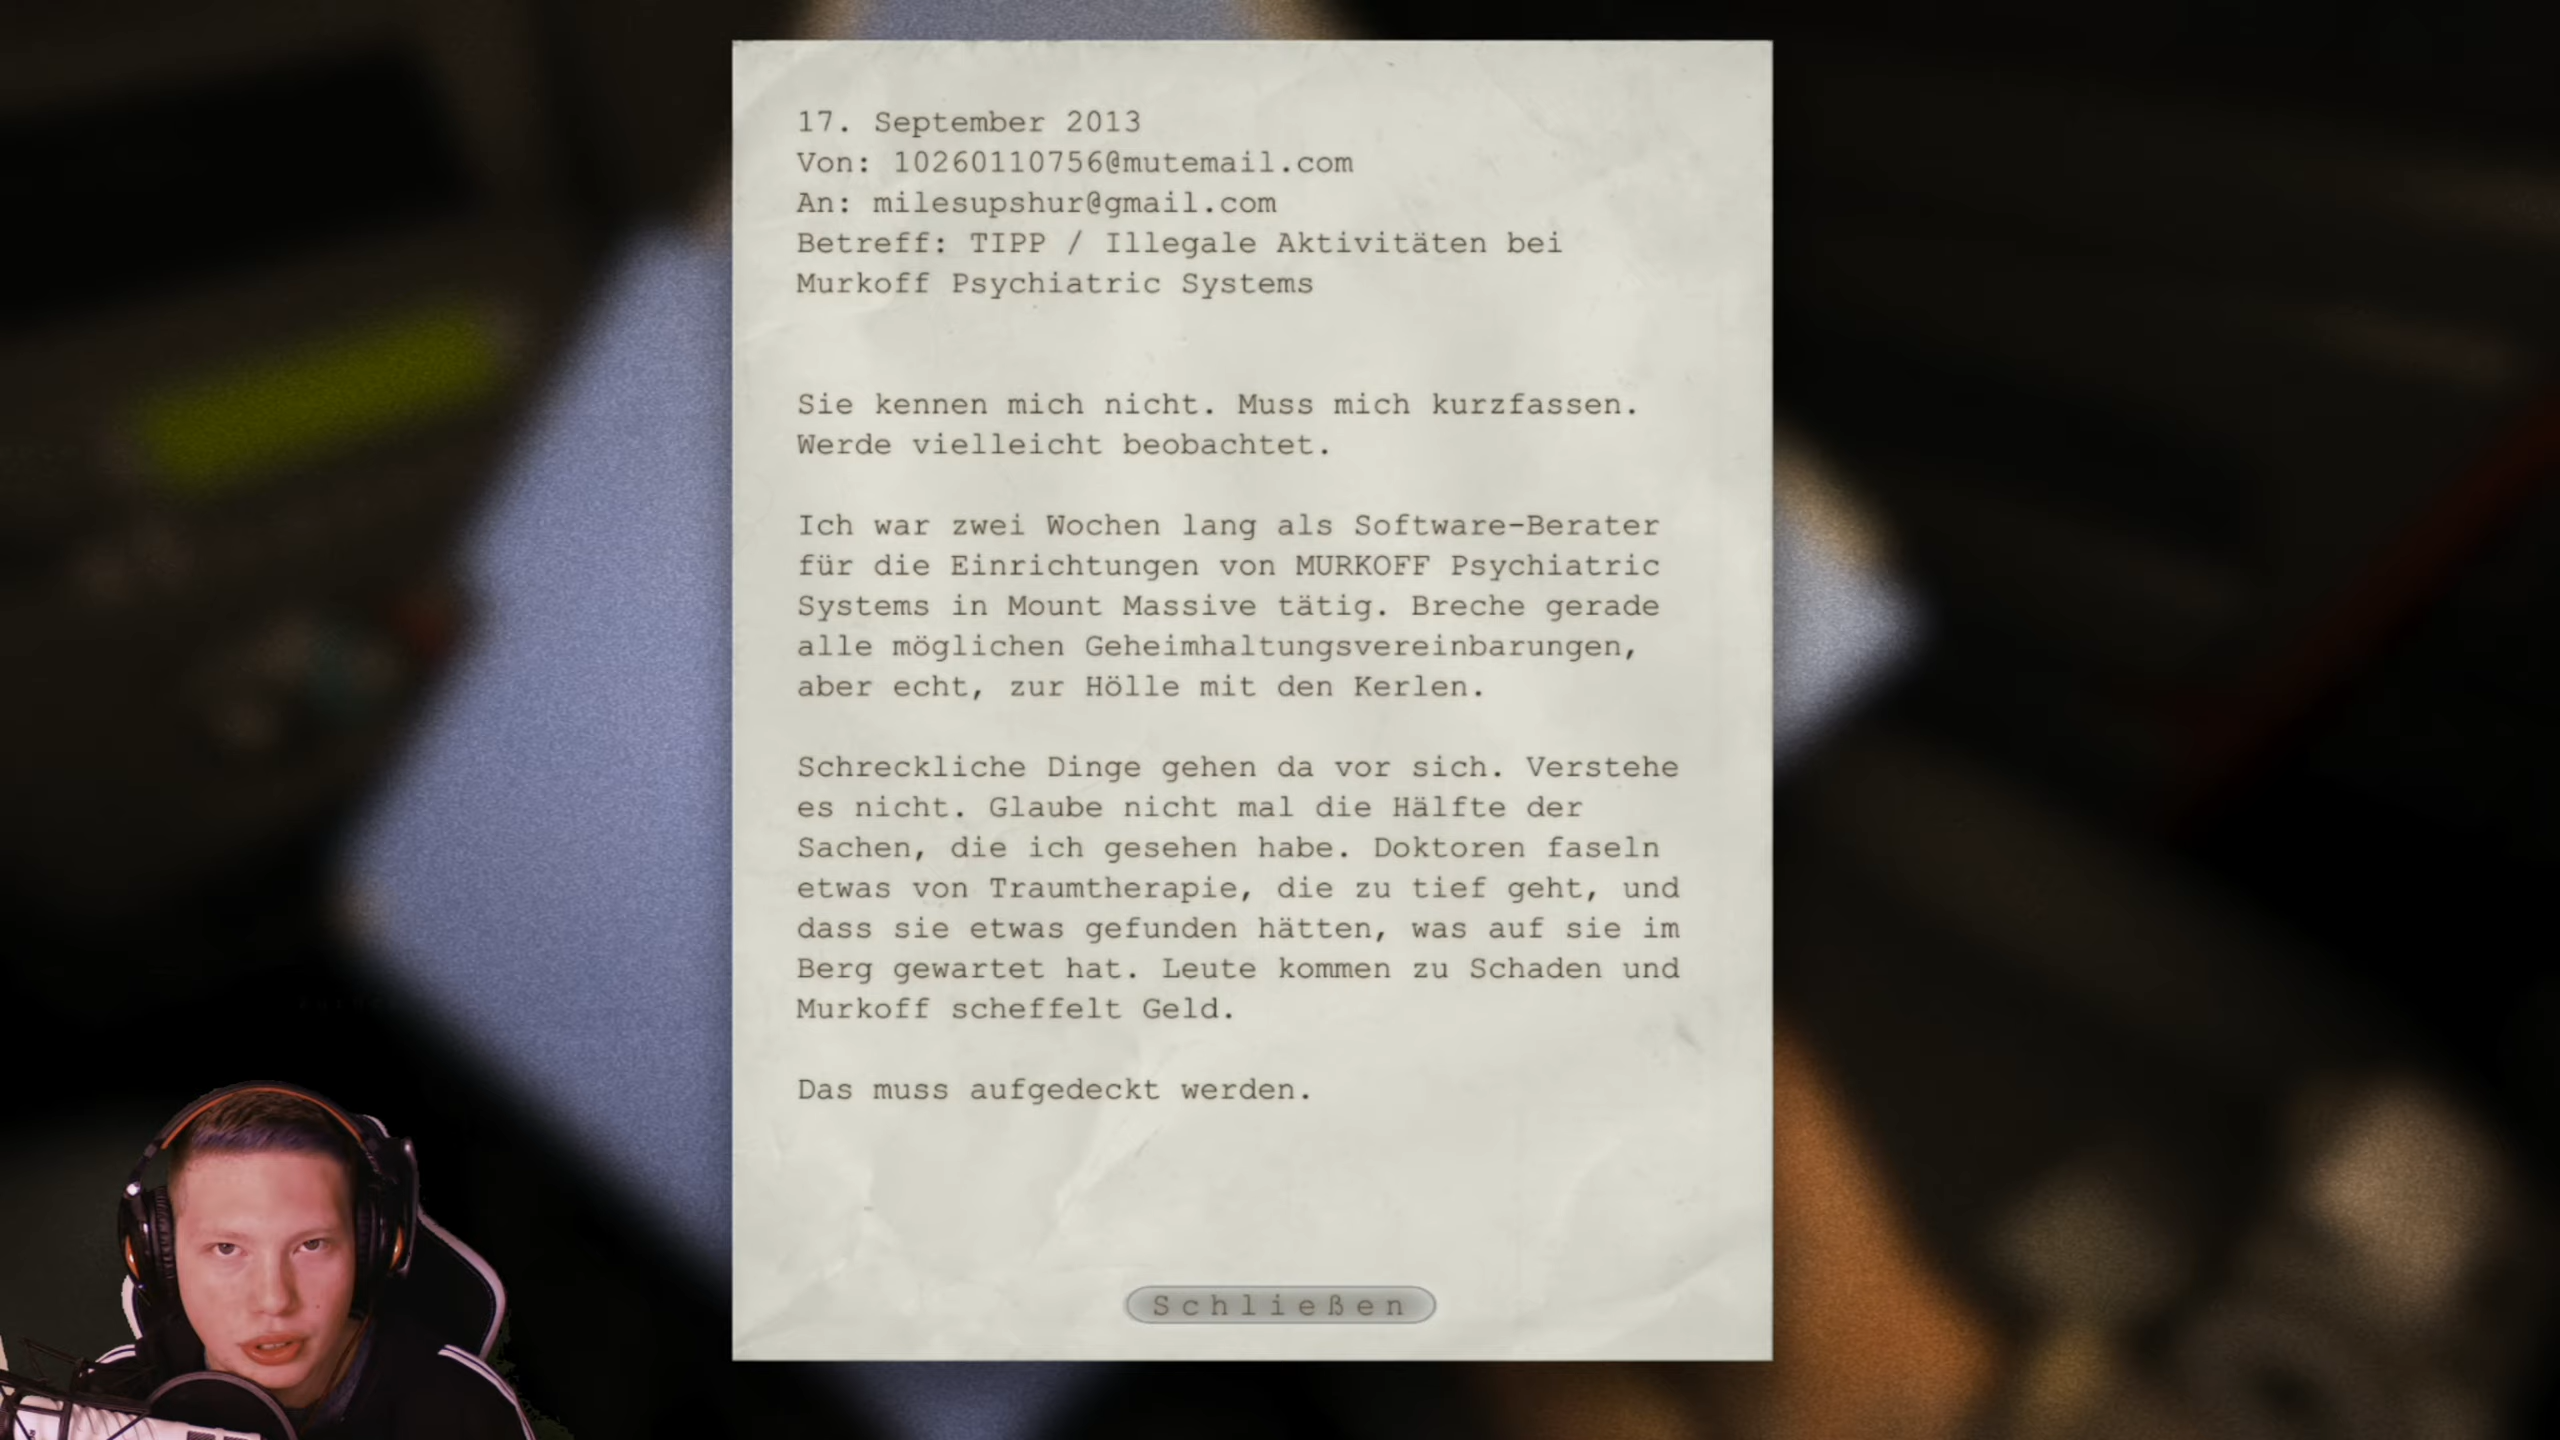 17. September 2013
Von: 10260110756@mutemail.com
An: milesupshur@gmail.com
Betreff: TIPP / Illegale Aktivitäten bei
Murkoff Psychiatric Systems
Sie kennen mich nicht. Muss mich kurzfassen.
Werde vielleicht beobachtet.
Ich war zwei Wochen lang als Software-Berater
für die Einrichtungen von MURKOFF Psychiatric
Systems in Mount Massive tätig. Breche gerade
alle möglichen Geheimhaltungsvereinbarungen,
aber echt, zur Hölle mit den Kerlen.
Schreckliche Dinge gehen da vor sich. Verstehe
es nicht. Glaube nicht mal die Hälfte der
Sachen, die ich gesehen habe. Doktoren faseln
etwas von Traumtherapie, die zu tief geht, und
dass sie etwas gefunden hätten, was auf sie im
Berg gewartet hat. Leute kommen zu Schaden und
Murkoff scheffelt Geld.
Das muss aufgedeckt werden.
Schließen